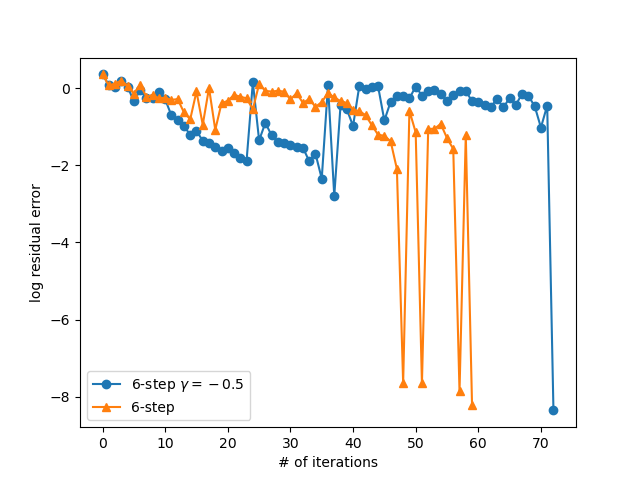 0
−2
−4
−6
−8
log residual error
6-step γ = −0.5
6-step
0 10 20 30 40 50 60 70
# of iterations